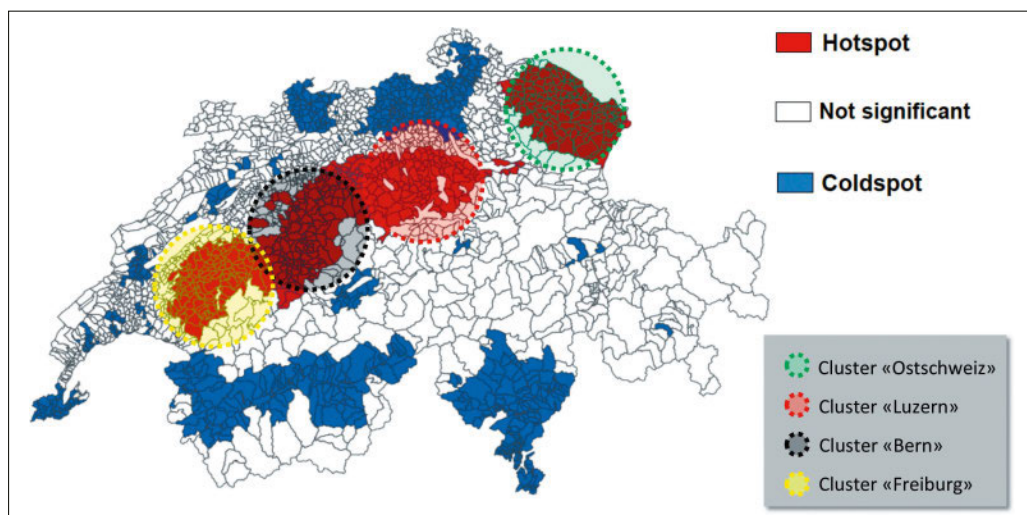 Hotspot
Not significant
Coldspot
Cluster «Ostschweiz»
Cluster «Luzern»
Cluster «Bern»
Cluster «Freiburg»